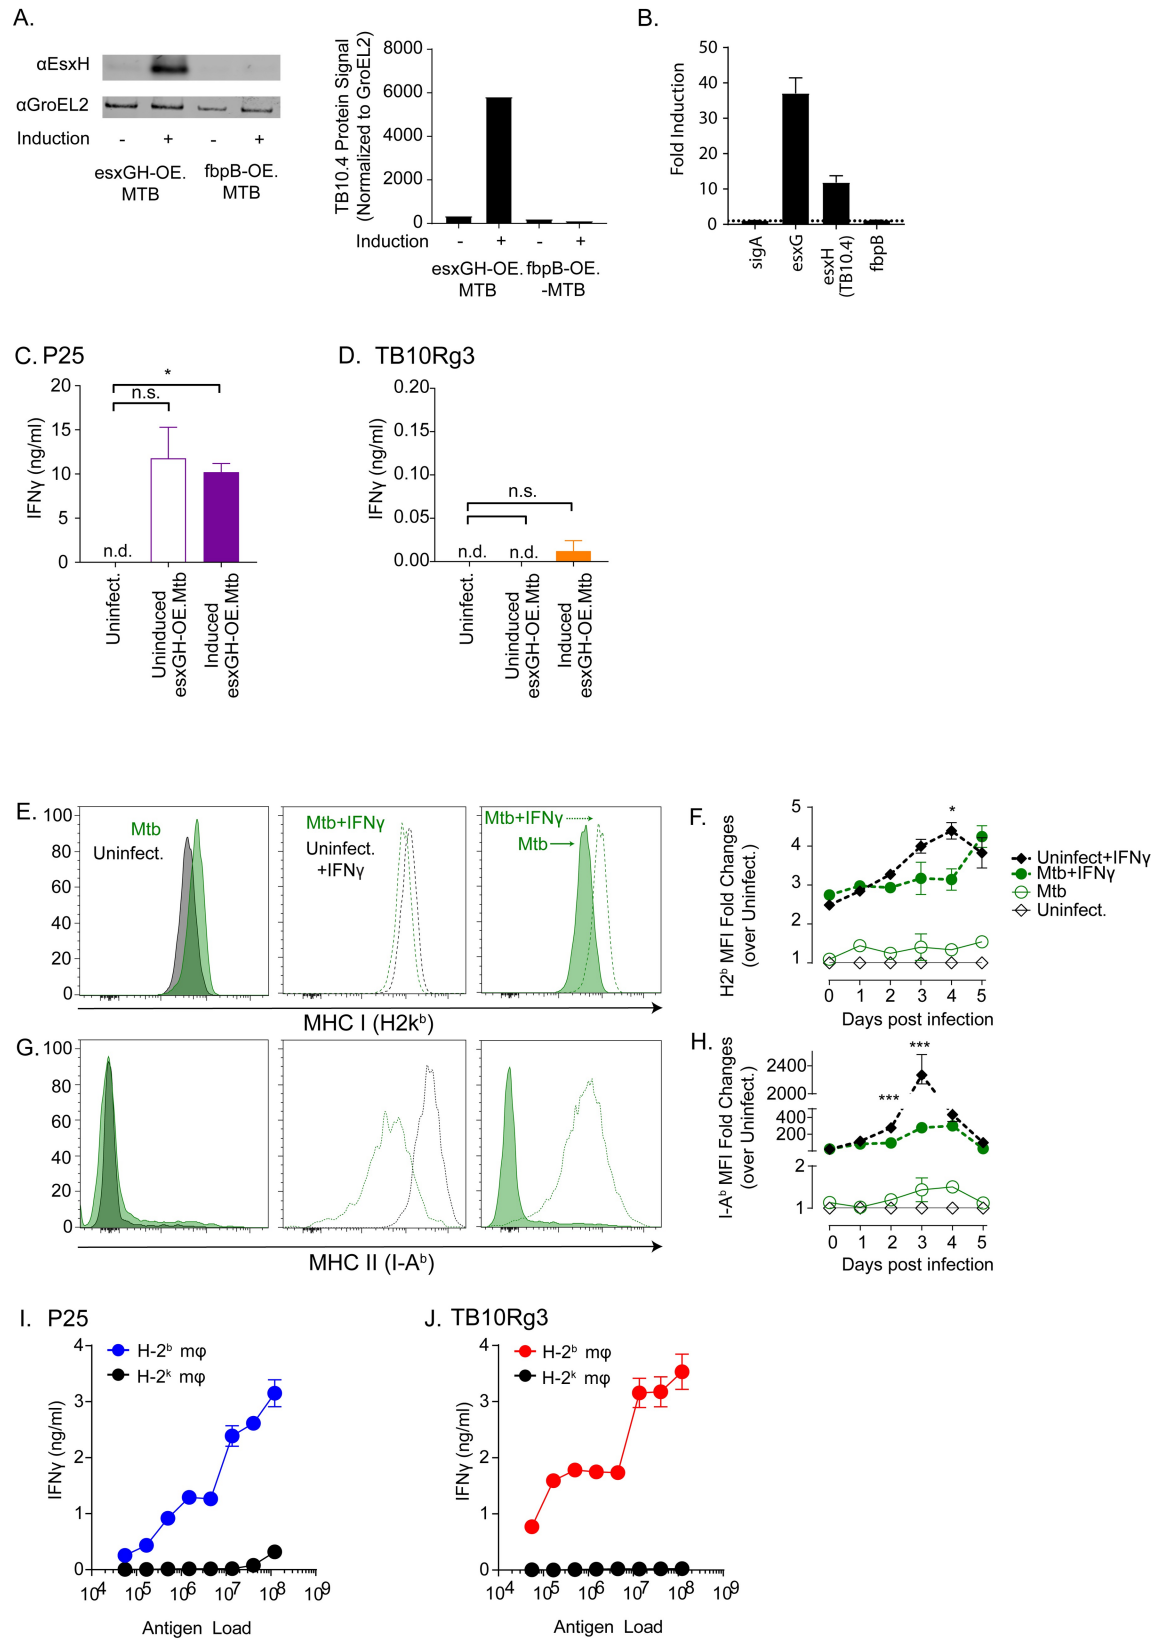 A.
αEsxH
αGroEL2
Induction - + - +
esxGH-OE. fbpB-OE.
MTB MTB
TB10.4 Protein Signal
(Normalized to GroEL2)
8000
6000
4000
2000
0
Induction - + - +
esxGH-OE. fbpB-OE.
MTB -MTB
B.
Fold Induction
50
40
30
20
10
0
sigA
esxG
esxH
(TB10.4)
fbpB
C. P25
IFNγ (ng/ml)
20
15
10
5
0
*
n.s.
n.d.
Uninfect.
Uninduced
esxGH-OE.Mtb
Induced
esxGH-OE.Mtb
D. TB10Rg3
IFNγ (ng/ml)
0.20
0.15
0.10
0.05
0.00
n.s.
n.d. n.d.
Uninfect.
Uninduced
esxGH-OE.Mtb
Induced
esxGH-OE.Mtb
E.
100
80
60
40
20
0
Mtb
Uninfect.
Mtb+IFNγ
Uninfect.
+IFNγ
Mtb+IFNγ
Mtb
MHC I (H2kᵇ)
F.
H2ᵇ MFI Fold Changes
(over Uninfect.)
5
4
3
2
1
*
0 1 2 3 4 5
Days post infection
Uninfect+IFNγ
Mtb+IFNγ
Mtb
Uninfect.
G.
100
80
60
40
20
0
MHC II (I-Aᵇ)
H.
I-Aᵇ MFI Fold Changes
(over Uninfect.)
2400
2000
400
200
2
1
***
***
0 1 2 3 4 5
Days post infection
I. P25
IFNγ (ng/ml)
4
3
2
1
0
H-2ᵇ mφ
H-2ᵏ mφ
10⁴ 10⁵ 10⁶ 10⁷ 10⁸ 10⁹
Antigen Load
J. TB10Rg3
IFNγ (ng/ml)
4
3
2
1
0
H-2ᵇ mφ
H-2ᵏ mφ
10⁴ 10⁵ 10⁶ 10⁷ 10⁸ 10⁹
Antigen Load